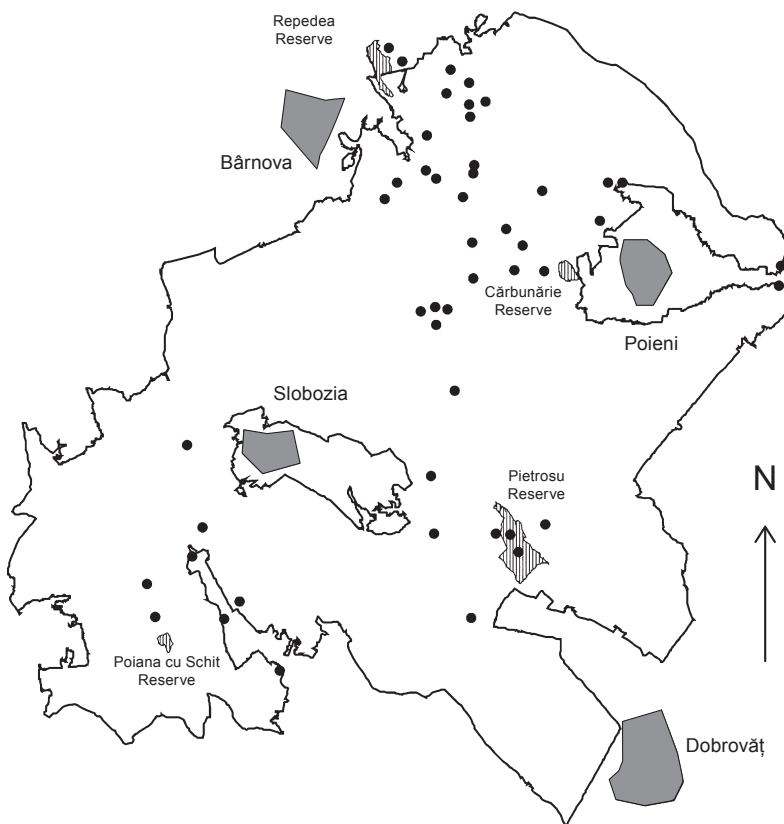 Repedea
Reserve
Bârnova
Cărbunărie
Reserve
Poieni
Slobozia
Pietrosu
Reserve
N
Poiana cu Schit
Reserve
Dobrovăț